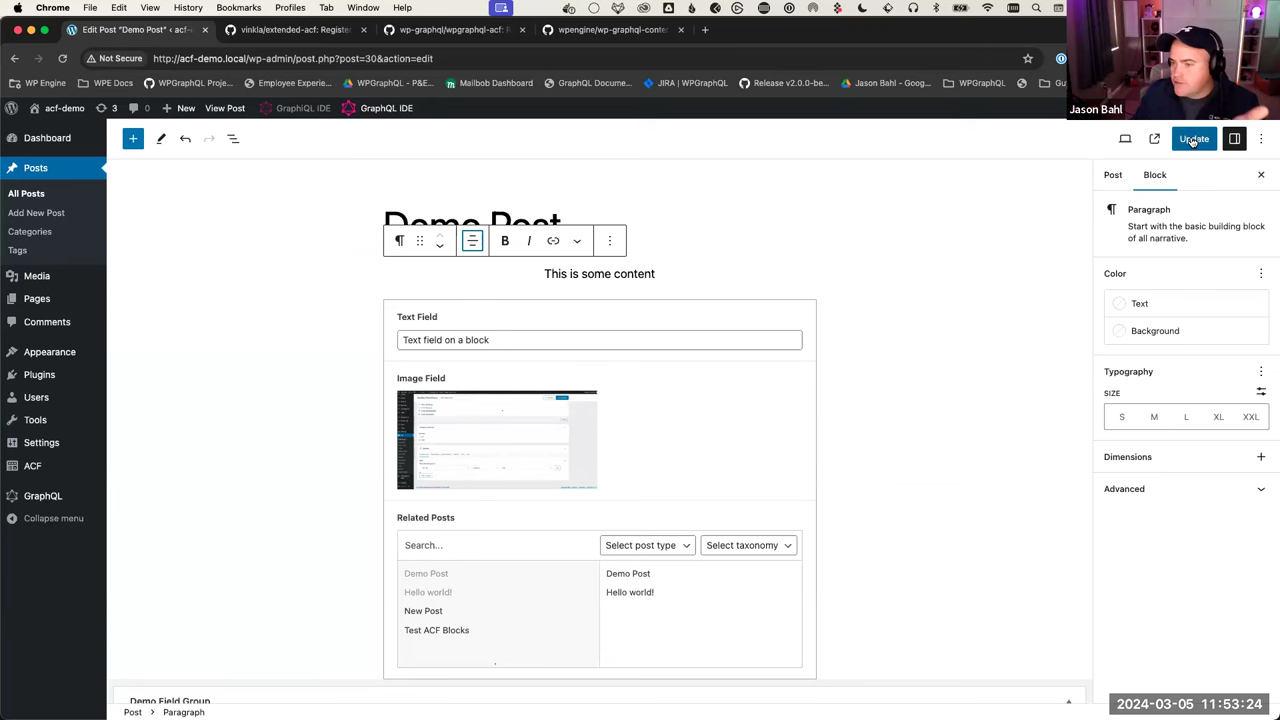 Chrome File Edit View History Bookmarks Profiles Tab Window Help
Edit Post "Demo Post" ‹ acf-
vinkla/extended-acf: Register
wp-graphql/wpgraphql-acf: R
wpengine/wp-graphql-conten
Not Secure http://acf-demo.local/wp-admin/post.php?post=30&action=edit
WP Engine WPE Docs WPGraphQL Proje... Employee Experie... WPGraphQL - P&E... MailChimp Dashboard GraphQL Docume... JIRA | WPGraphQL Release v2.0.0-be... Jason Bahl - Goog... WPGraphQL
acf-demo 3 0 New View Post GraphiQL IDE GraphQL IDE
Jason Bahl
Dashboard
Posts
All Posts
Add New Post
Categories
Tags
Media
Pages
Comments
Appearance
Plugins
Users
Tools
Settings
ACF
GraphQL
Collapse menu
Update
Demo Post
B I
This is some content
Text Field
Text field on a block
Image Field
Related Posts
Search... Select post type Select taxonomy
Demo Post Demo Post
Hello world! Hello world!
New Post
Test ACF Blocks
Demo Field Group
Post > Paragraph
Post Block
Paragraph
Start with the basic building block
of all narrative.
Color
Text
Background
Typography
SIZE
S M L XL XXL
Dimensions
Advanced
2024-03-05 11:53:24